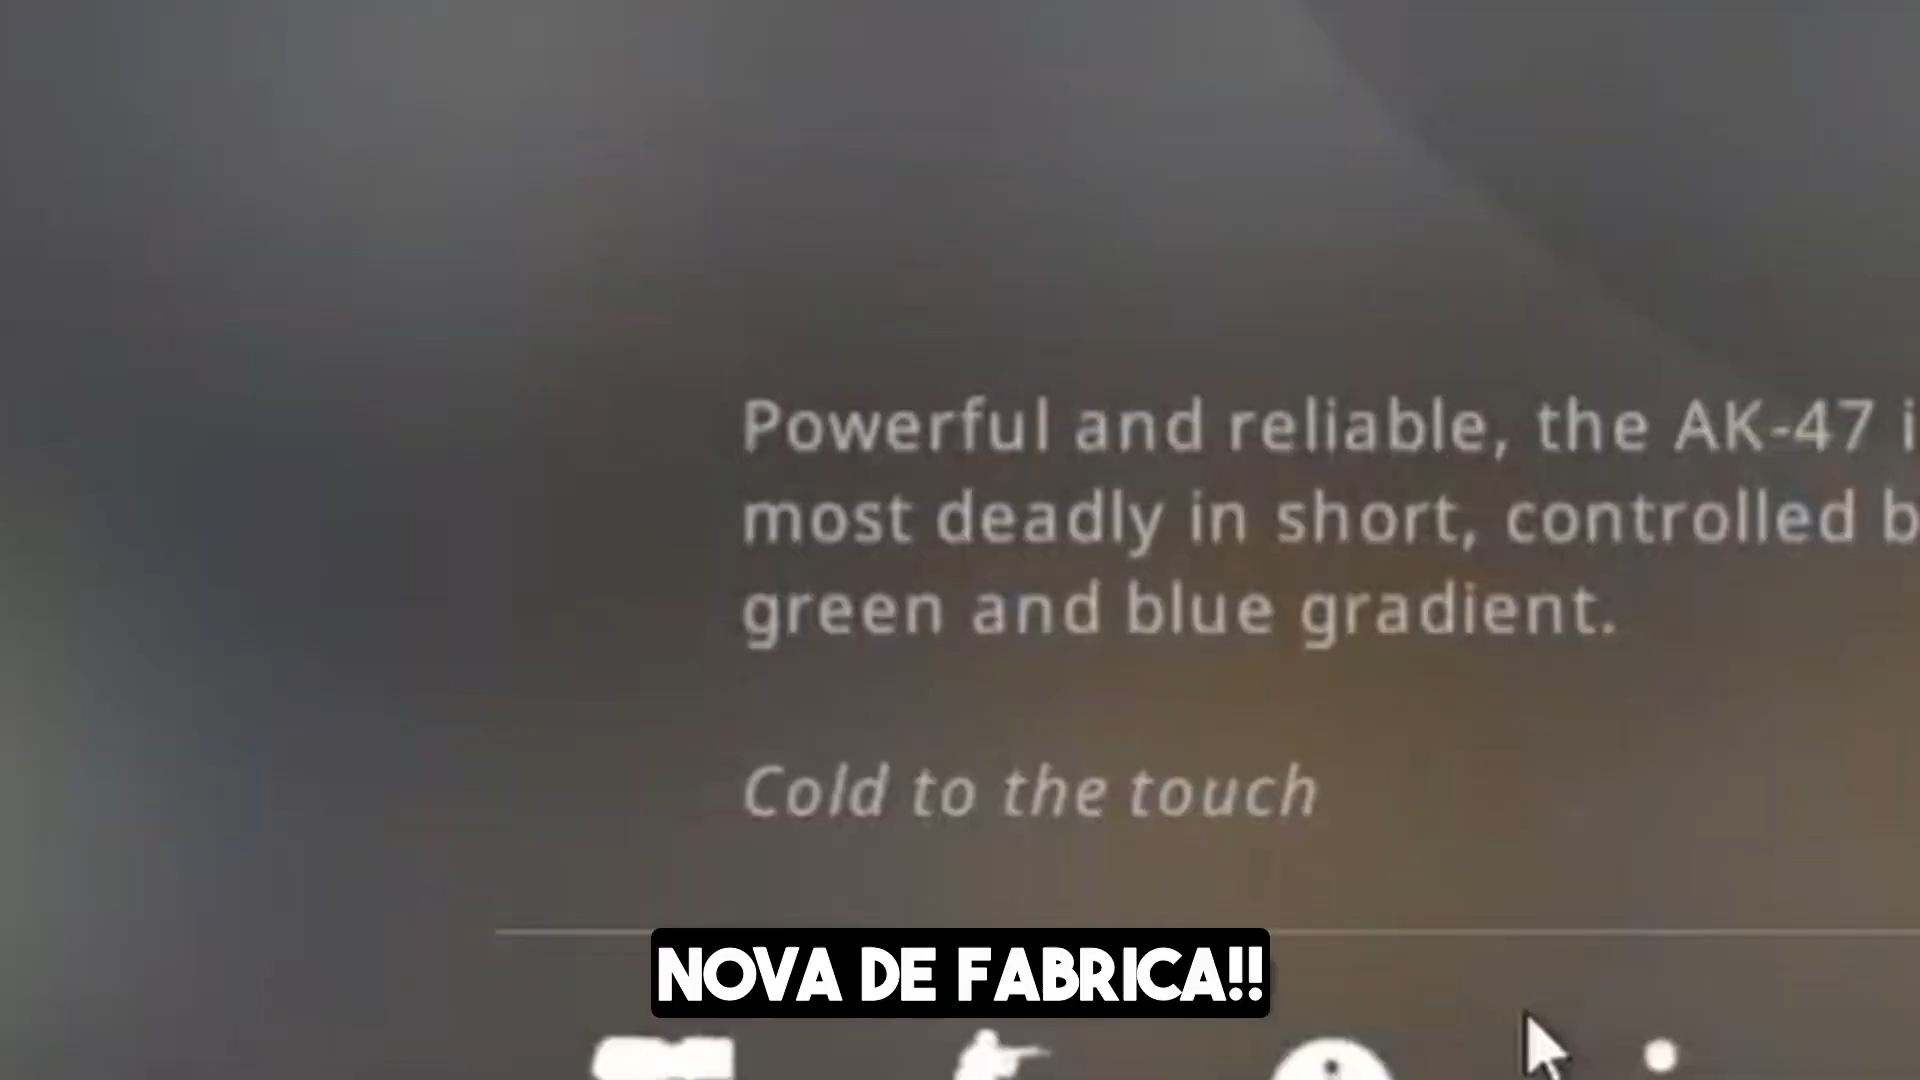 Powerful and reliable, the AK-47 i
most deadly in short, controlled b
green and blue gradient.
Cold to the touch
NOVA DE FABRICA!!